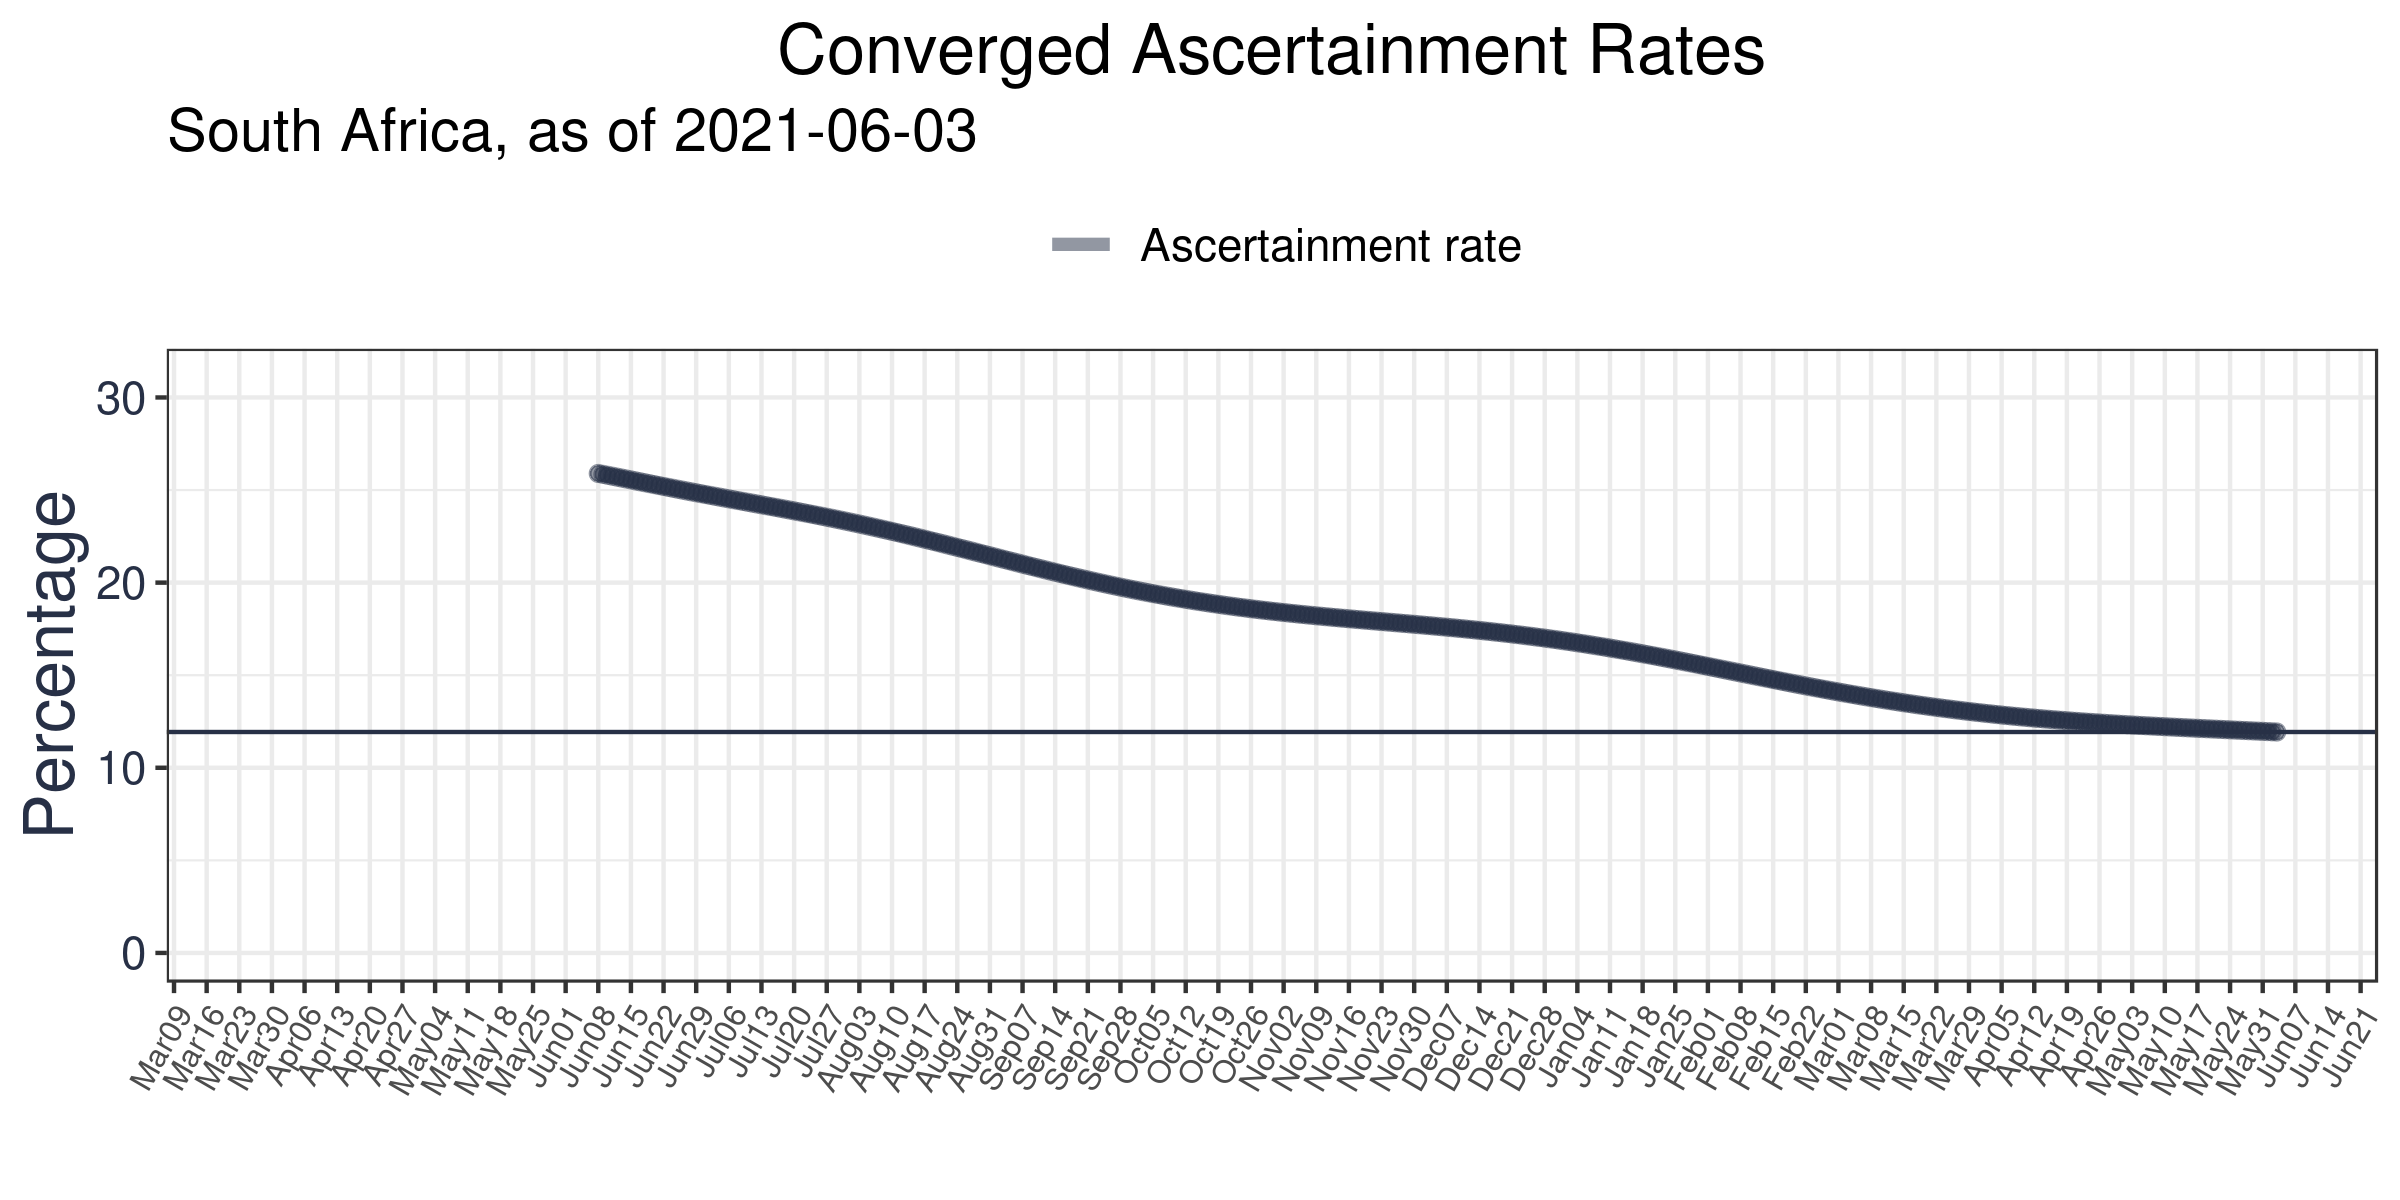 Converged Ascertainment Rates
South Africa, as of 2021-06-03
Ascertainment rate
Percentage
30
20
10
0
Mar09 Mar16 Mar23 Mar30 Apr06 Apr13 Apr20 Apr27 May04 May11 May18 May25 Jun01 Jun08 Jun15 Jun22 Jun29 Jul06 Jul13 Jul20 Jul27 Aug03 Aug10 Aug17 Aug24 Aug31 Sep07 Sep14 Sep21 Sep28 Oct05 Oct12 Oct19 Oct26 Nov02 Nov09 Nov16 Nov23 Nov30 Dec07 Dec14 Dec21 Dec28 Jan04 Jan11 Jan18 Jan25 Feb01 Feb08 Feb15 Feb22 Mar01 Mar08 Mar15 Mar22 Mar29 Apr05 Apr12 Apr19 Apr26 May03 May10 May17 May24 May31 Jun07 Jun14 Jun21